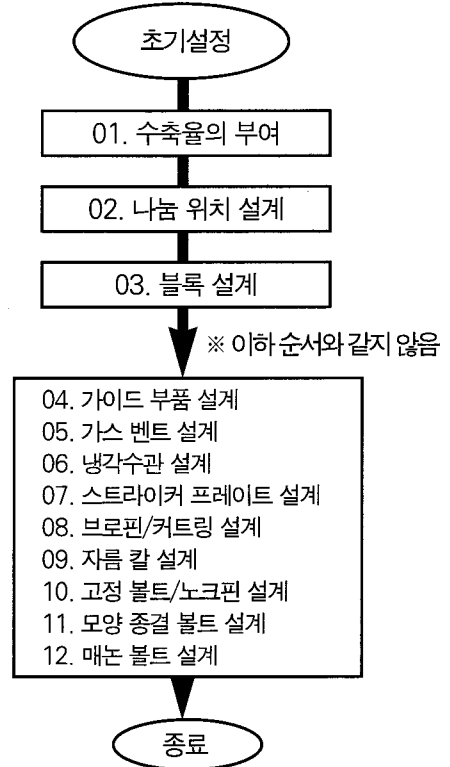 초기설정
01. 수축율의 부여
02. 나눔 위치 설계
03. 블록 설계
※ 이하 순서와 같지 않음
04. 가이드 부품 설계
05. 가스 벤트 설계
06. 냉각수관 설계
07. 스트라이커 프레이트 설계
08. 브로핀/커트링 설계
09. 자름 칼 설계
10. 고정 볼트/노크핀 설계
11. 모양 종결 볼트 설계
12. 매논 볼트 설계
종료